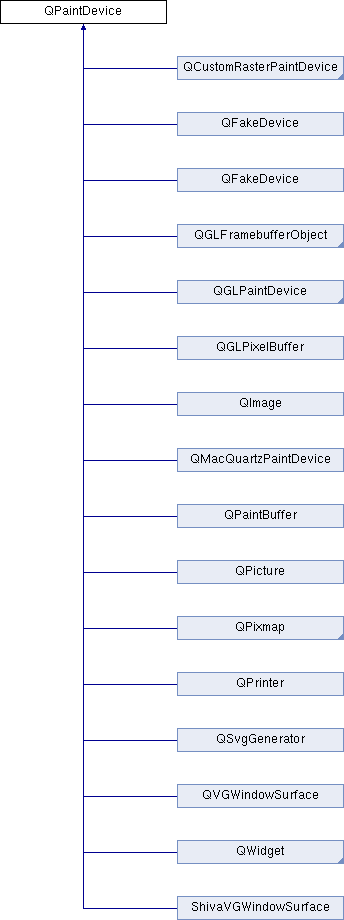 QPaintDevice
QCustomRasterPaintDevice
QFakeDevice
QFakeDevice
QGLFramebufferObject
QGLPaintDevice
QGLPixelBuffer
QImage
QMacQuartzPaintDevice
QPaintBuffer
QPicture
QPixmap
QPrinter
QSvgGenerator
QVGWindowSurface
QWidget
ShivaVGWindowSurface